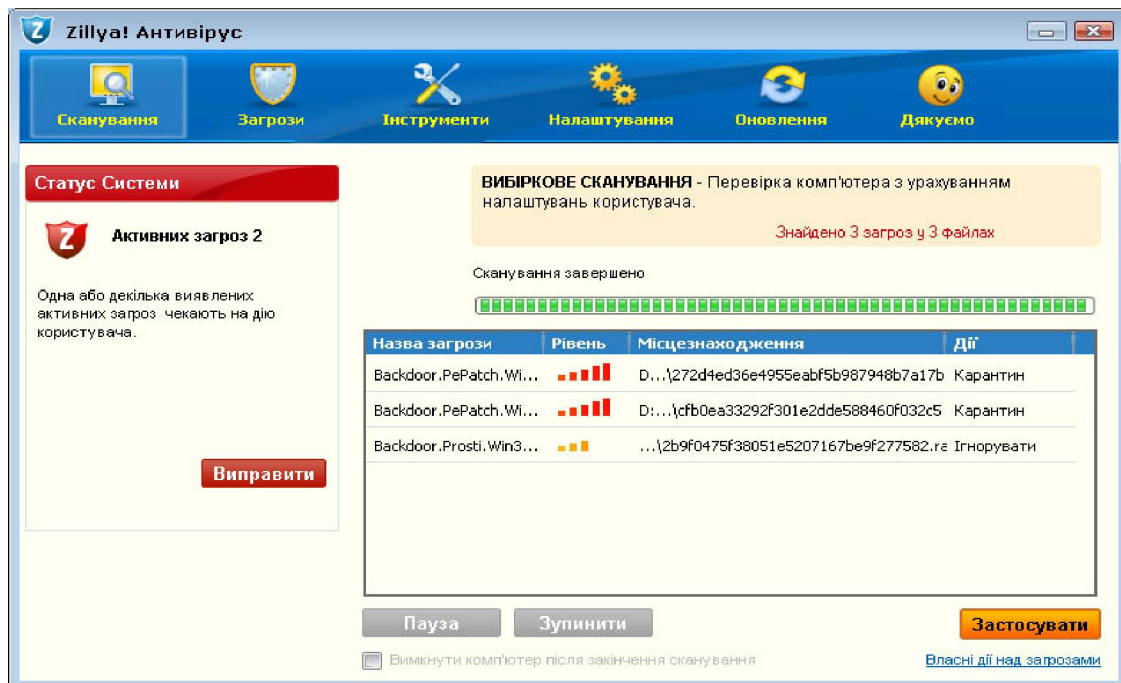 Zillya! Антивірус
Сканування Загрози Інструменти Налаштування Оновлення Дякуємо
Статус Системи
Активних загроз 2
Одна або декілька виявлених
активних загроз чекають на дію
користувача.
Виправити
ВИБІРКОВЕ СКАНУВАННЯ - Перевірка комп'ютера з урахуванням
налаштувань користувача.
Знайдено 3 загроз у 3 файлах
Сканування завершено
Назва загрози Рівень Місцезнаходження Дії
Backdoor.PePatch.Wi... D...\272d4ed36e4955eabf5b987948b7a17b Карантин
Backdoor.PePatch.Wi... D:...\cfb0ea33292f301e2dde588460f032c5 Карантин
Backdoor.Prosti.Win3... ...\2b9f0475f38051e5207167be9f277582.ra Ігнорувати
Пауза Зупинити Застосувати
Вимкнути комп'ютер після закінчення сканування Власні дії над загрозами